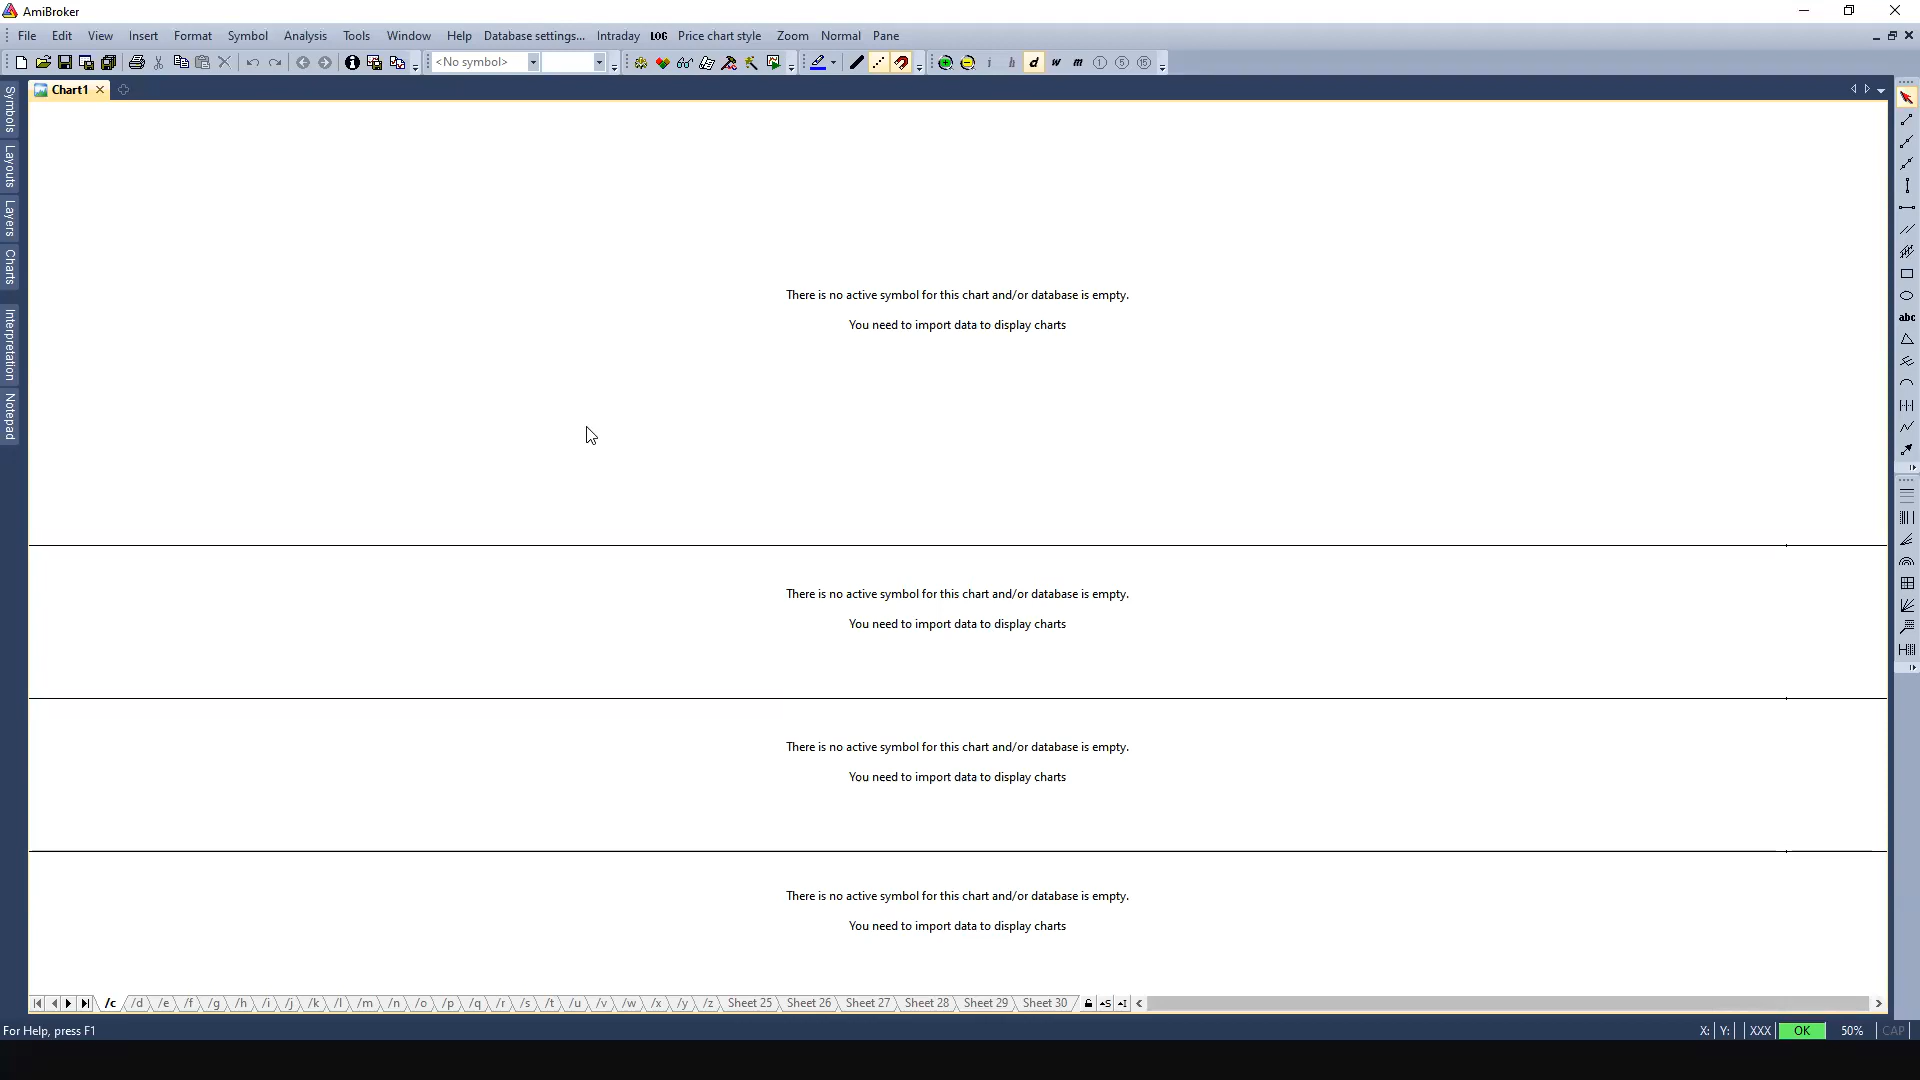 AmiBroker
File Edit View Insert Format Symbol Analysis Tools Window Help Database settings... Intraday LOG Price chart style Zoom Normal Pane
<No symbol> i h d w m 1 5 15
Chart1
Symbols
Layouts
Layers
Charts
Interpretation
Notepad
abc
There is no active symbol for this chart and/or database is empty.
You need to import data to display charts
There is no active symbol for this chart and/or database is empty.
You need to import data to display charts
There is no active symbol for this chart and/or database is empty.
You need to import data to display charts
There is no active symbol for this chart and/or database is empty.
You need to import data to display charts
/c /d /e /f /g /h /i /j /k /l /m /n /o /p /q /r /s /t /u /v /w /x /y /z Sheet 25 Sheet 26 Sheet 27 Sheet 28 Sheet 29 Sheet 30
For Help, press F1 X: Y: XXX OK 50% CAP